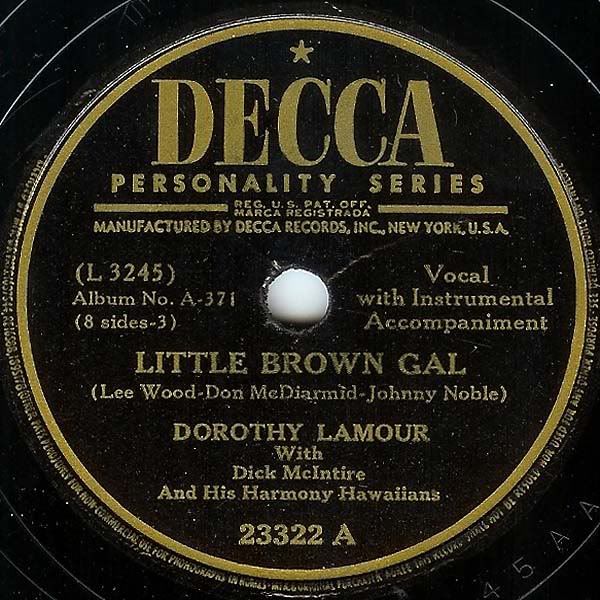 DECCA
PERSONALITY SERIES
REG. U.S. PAT. OFF.
MARCA REGISTRADA
MANUFACTURED BY DECCA RECORDS, INC., NEW YORK, U.S.A.
(L 3245)
Album No. A-371
(8 sides-3)
Vocal
with Instrumental
Accompaniment
LITTLE BROWN GAL
(Lee Wood-Don McDiarmid-Johnny Noble)
DOROTHY LAMOUR
With
Dick McIntire
And His Harmony Hawaiians
23322 A